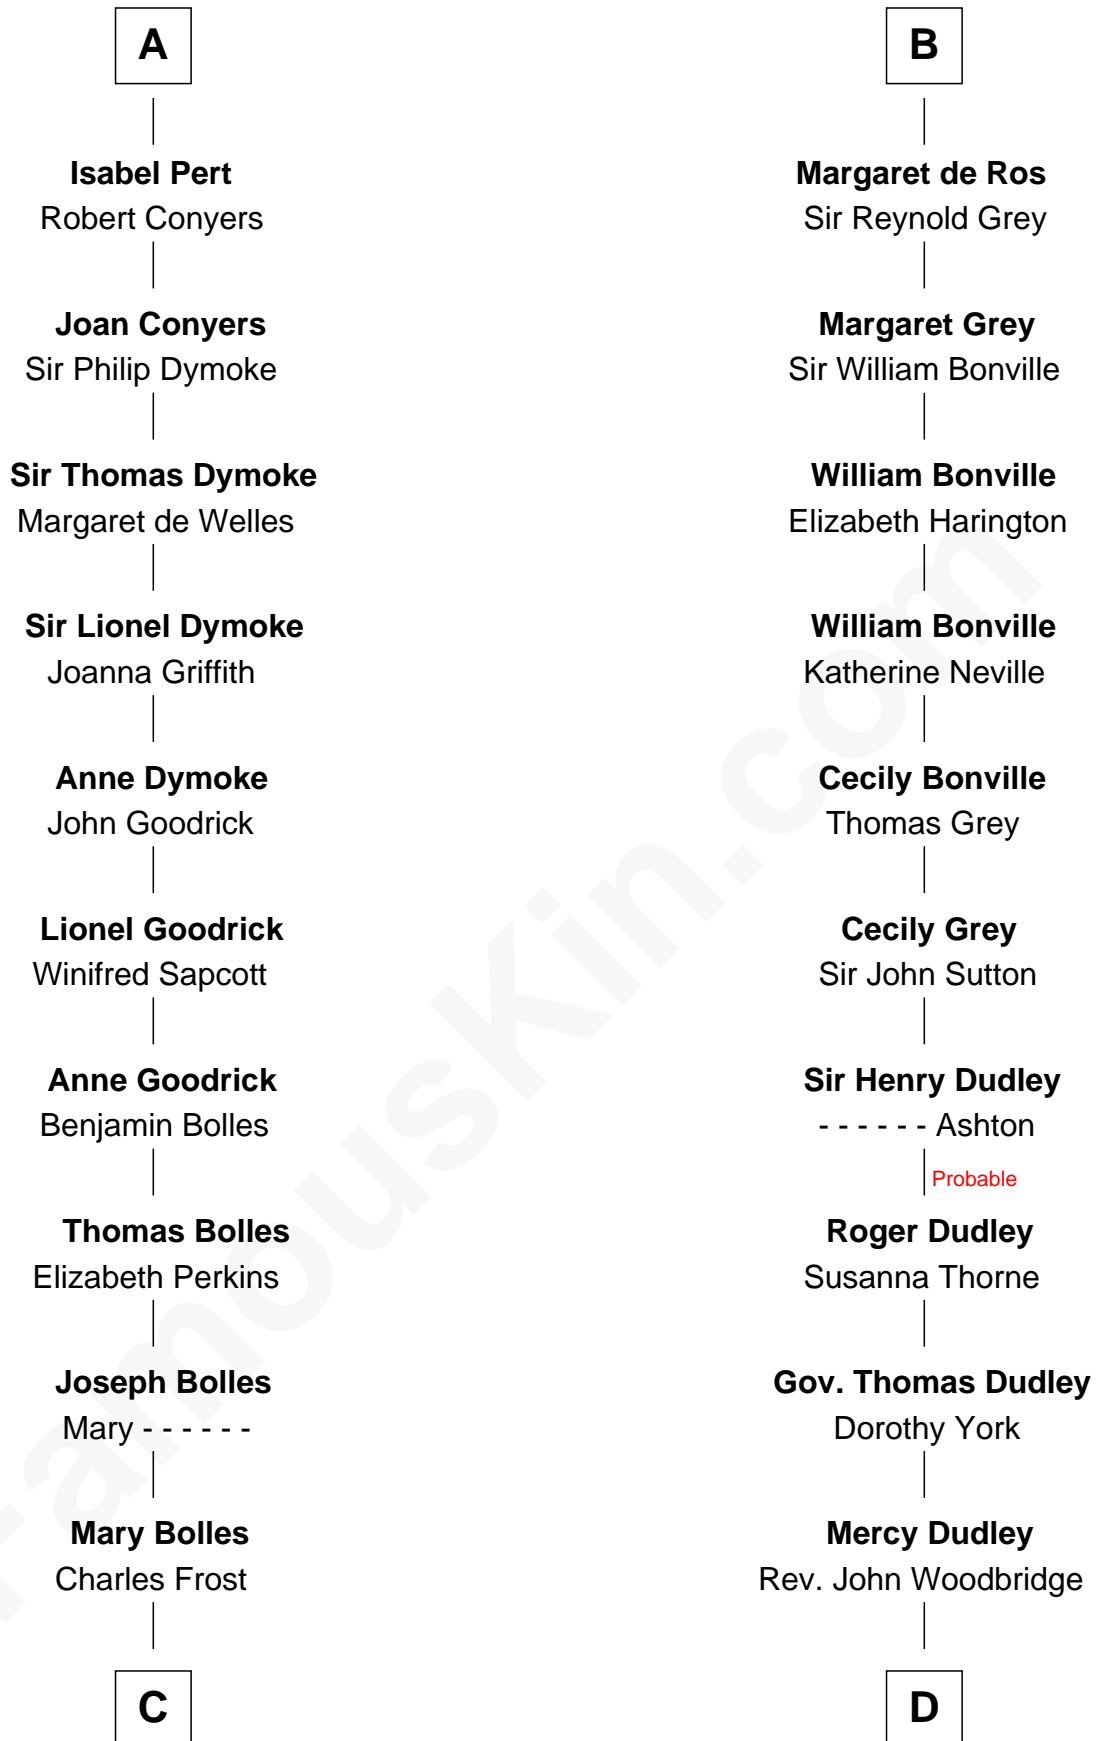 A
Isabel Pert
Robert Conyers
Joan Conyers
Sir Philip Dymoke
Sir Thomas Dymoke
Margaret de Welles
Sir Lionel Dymoke
Joanna Griffith
Anne Dymoke
John Goodrick
Lionel Goodrick
Winifred Sapcott
Anne Goodrick
Benjamin Bolles
Thomas Bolles
Elizabeth Perkins
Joseph Bolles
Mary - - - - - -
Mary Bolles
Charles Frost
C
B
Margaret de Ros
Sir Reynold Grey
Margaret Grey
Sir William Bonville
William Bonville
Elizabeth Harington
William Bonville
Katherine Neville
Cecily Bonville
Thomas Grey
Cecily Grey
Sir John Sutton
Sir Henry Dudley
- - - - - - Ashton
Probable
Roger Dudley
Susanna Thorne
Gov. Thomas Dudley
Dorothy York
Mercy Dudley
Rev. John Woodbridge
D
FamousKin.com